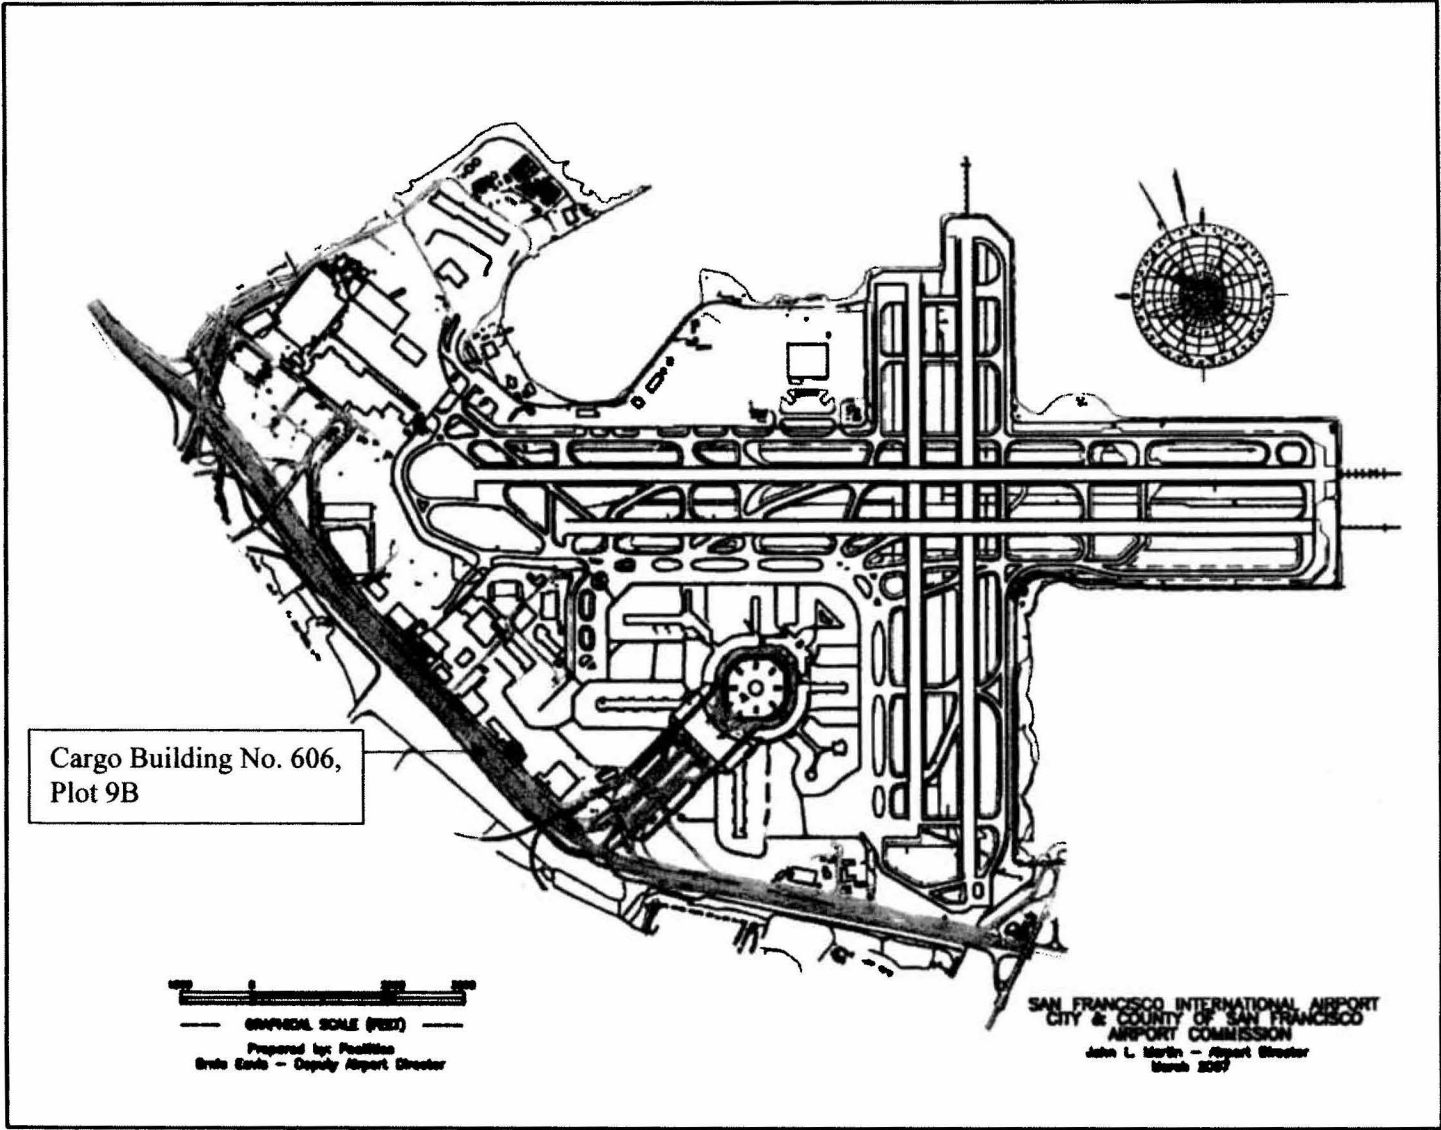 Cargo Building No. 606,
Plot 9B
GRAPHICAL SCALE (FEET)
Prepared by:
Deputy Airport Director
SAN FRANCISCO INTERNATIONAL AIRPORT
CITY & COUNTY OF SAN FRANCISCO
AIRPORT COMMISSION
John L. Martin — Airport Director
March 2007